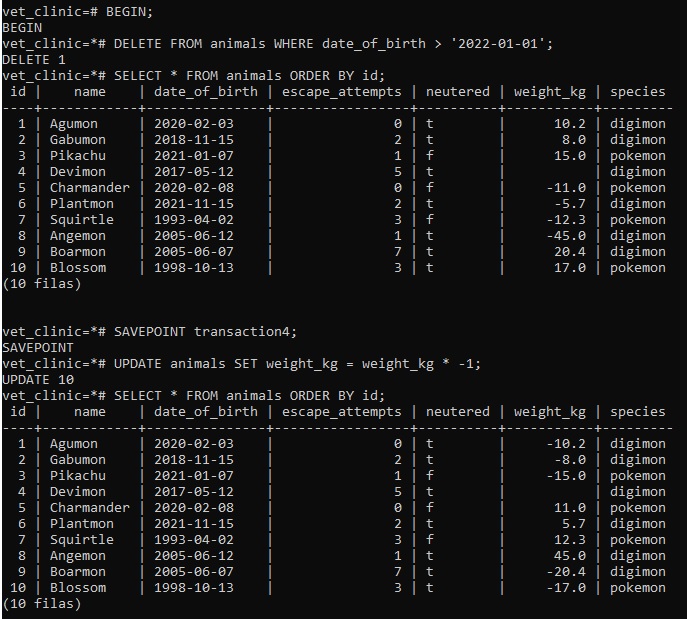 vet_clinic=# BEGIN;
BEGIN
vet_clinic=*# DELETE FROM animals WHERE date_of_birth > '2022-01-01';
DELETE 1
vet_clinic=*# SELECT * FROM animals ORDER BY id;
 id |    name    | date_of_birth | escape_attempts | neutered | weight_kg | species
----+------------+---------------+-----------------+----------+-----------+---------
  1 | Agumon     | 2020-02-03    |               0 | t        |      10.2 | digimon
  2 | Gabumon    | 2018-11-15    |               2 | t        |       8.0 | digimon
  3 | Pikachu    | 2021-01-07    |               1 | f        |      15.0 | pokemon
  4 | Devimon    | 2017-05-12    |               5 | t        |           | digimon
  5 | Charmander | 2020-02-08    |               0 | f        |     -11.0 | pokemon
  6 | Plantmon   | 2021-11-15    |               2 | t        |      -5.7 | digimon
  7 | Squirtle   | 1993-04-02    |               3 | f        |     -12.3 | pokemon
  8 | Angemon    | 2005-06-12    |               1 | t        |     -45.0 | digimon
  9 | Boarmon    | 2005-06-07    |               7 | t        |      20.4 | digimon
 10 | Blossom    | 1998-10-13    |               3 | t        |      17.0 | pokemon
(10 filas)
vet_clinic=*# SAVEPOINT transaction4;
SAVEPOINT
vet_clinic=*# UPDATE animals SET weight_kg = weight_kg * -1;
UPDATE 10
vet_clinic=*# SELECT * FROM animals ORDER BY id;
 id |    name    | date_of_birth | escape_attempts | neutered | weight_kg | species
----+------------+---------------+-----------------+----------+-----------+---------
  1 | Agumon     | 2020-02-03    |               0 | t        |     -10.2 | digimon
  2 | Gabumon    | 2018-11-15    |               2 | t        |      -8.0 | digimon
  3 | Pikachu    | 2021-01-07    |               1 | f        |     -15.0 | pokemon
  4 | Devimon    | 2017-05-12    |               5 | t        |           | digimon
  5 | Charmander | 2020-02-08    |               0 | f        |      11.0 | pokemon
  6 | Plantmon   | 2021-11-15    |               2 | t        |       5.7 | digimon
  7 | Squirtle   | 1993-04-02    |               3 | f        |      12.3 | pokemon
  8 | Angemon    | 2005-06-12    |               1 | t        |      45.0 | digimon
  9 | Boarmon    | 2005-06-07    |               7 | t        |     -20.4 | digimon
 10 | Blossom    | 1998-10-13    |               3 | t        |     -17.0 | pokemon
(10 filas)